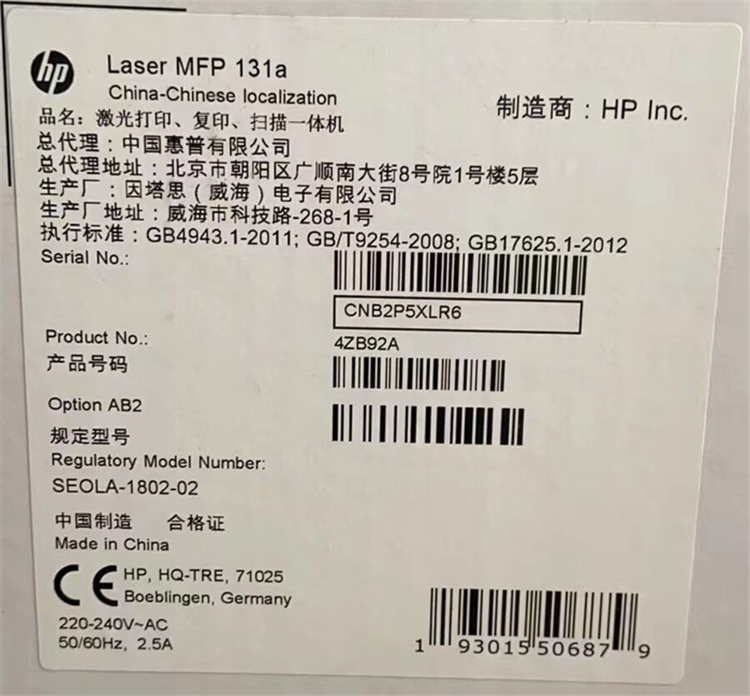 hp
Laser MFP 131a
China-Chinese localization
制造商：HP Inc.
品名：激光打印、复印、扫描一体机
总代理：中国惠普有限公司
总代理地址：北京市朝阳区广顺南大街8号院1号楼5层
生产厂：因塔思（威海）电子有限公司
生产厂地址：威海市科技路-268-1号
执行标准：GB4943.1-2011; GB/T9254-2008; GB17625.1-2012
Serial No.:
CNB2P5XLR6
Product No.:
4ZB92A
产品号码
Option AB2
规定型号
Regulatory Model Number:
SEOLA-1802-02
中国制造 合格证
Made in China
CE HP, HQ-TRE, 71025
Boeblingen, Germany
220-240V~AC
50/60Hz, 2.5A
1 93015 50687 9